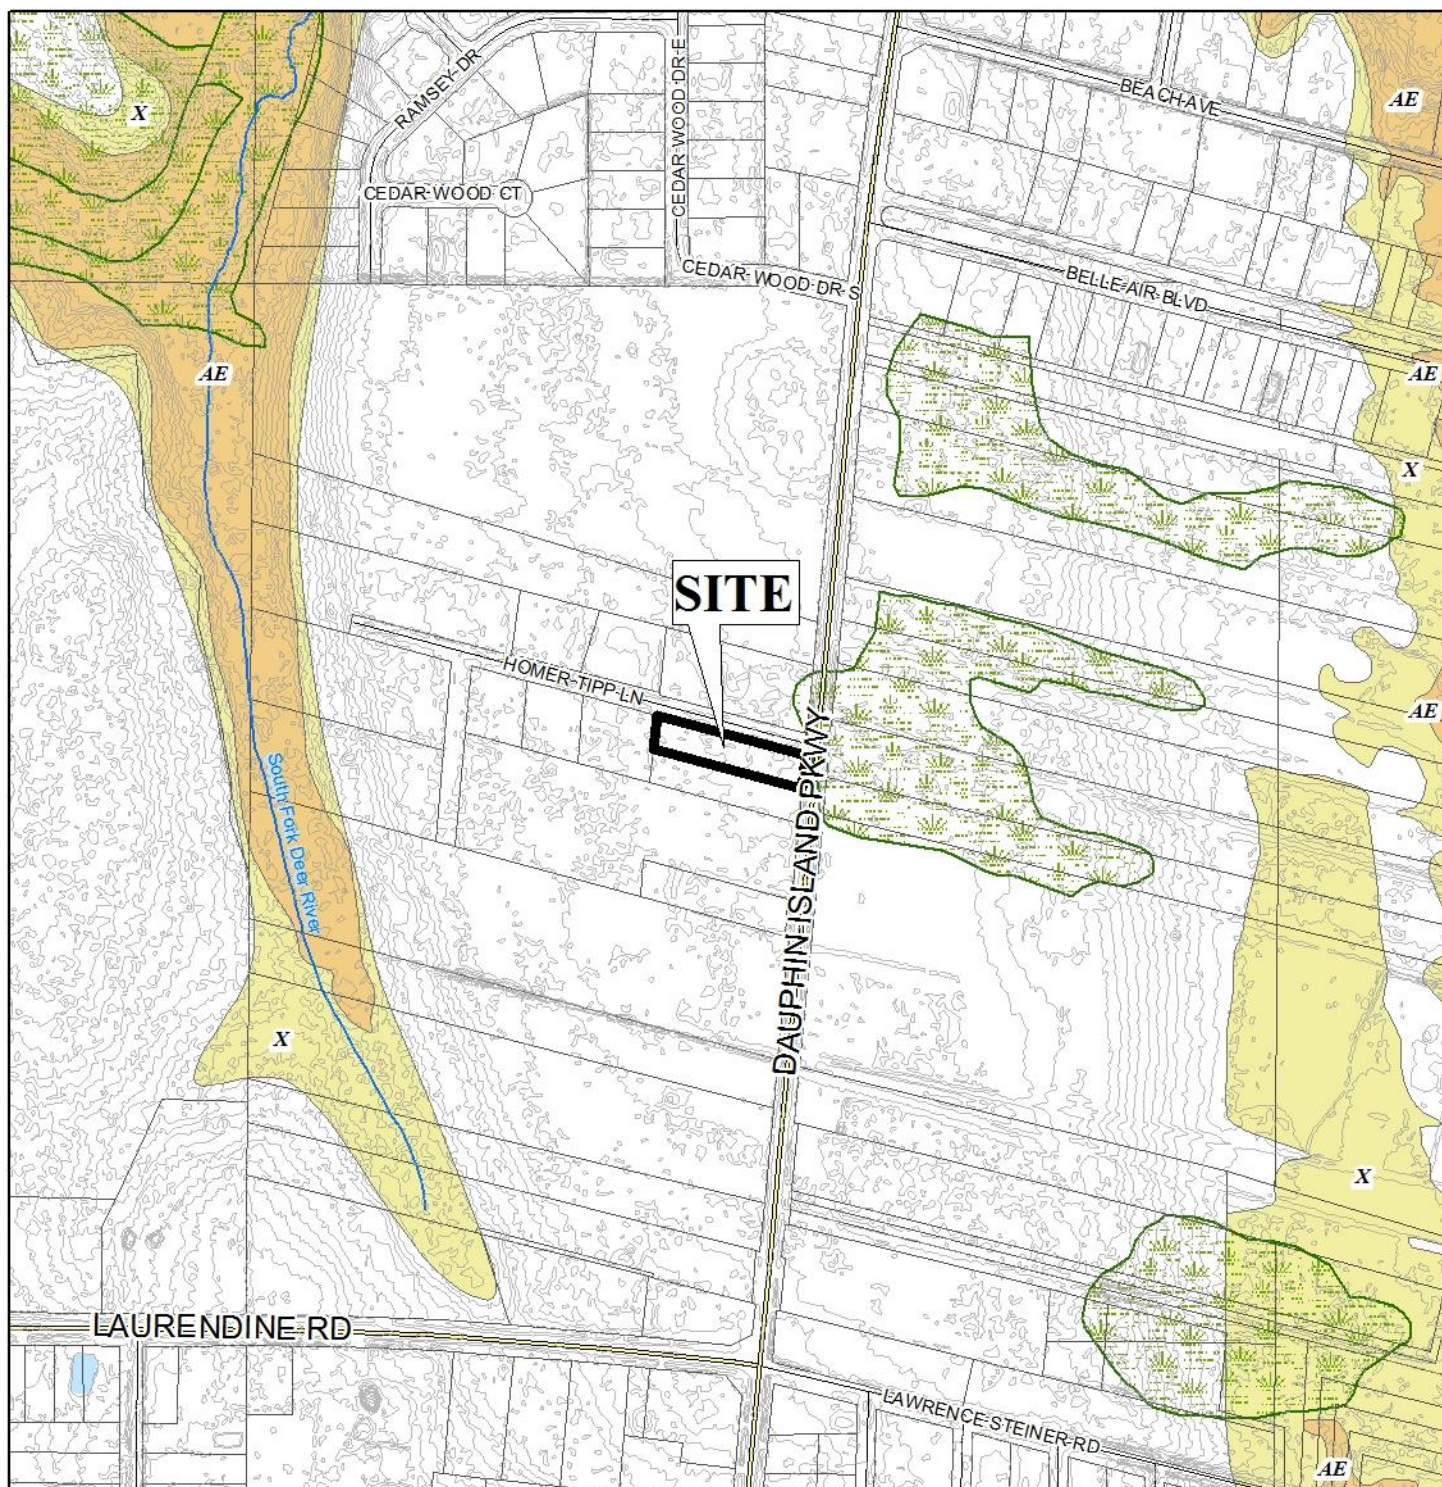 RAMSEY DR
CEDAR WOOD DR E
BEACH AVE
AE
X
CEDAR WOOD CT
CEDAR WOOD DR S
BELLE AIR BLVD
AE
AE
X
SITE
HOMER TIPP LN
AE
DAUPHIN ISLAND PKWY
South Fork Deer River
X
X
LAURENDINE RD
LAWRENCE STEINER RD
AE